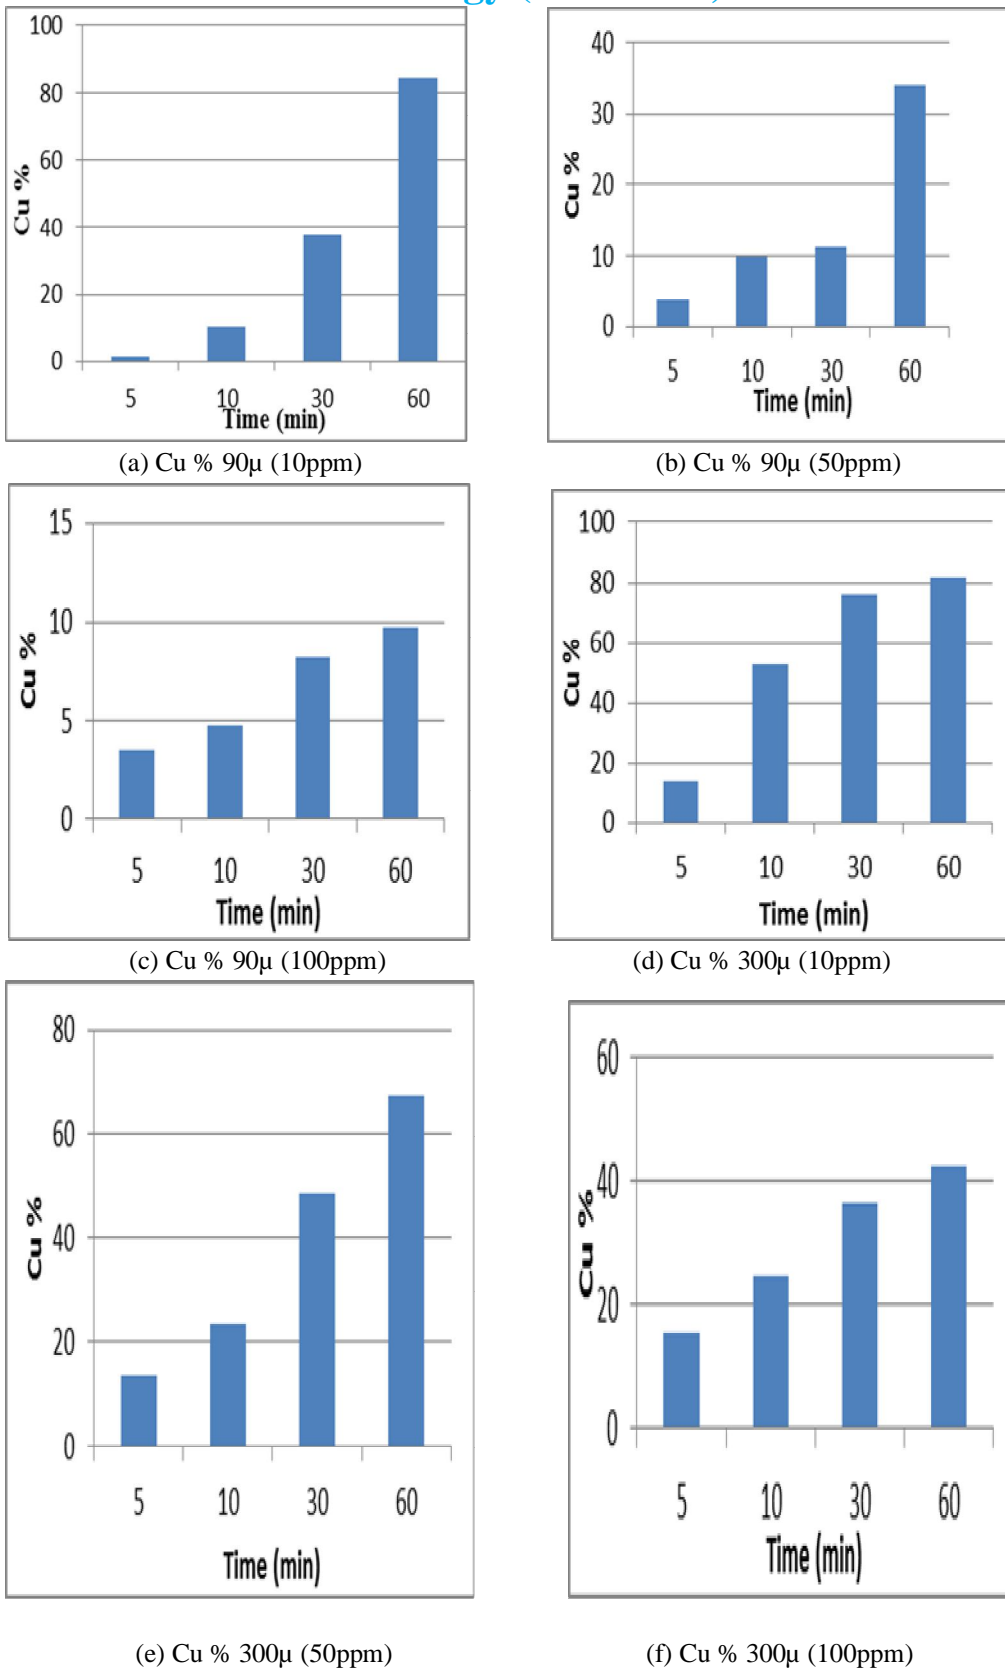 100
80
60
40
20
0
Cu %
5 10 30 60
Time (min)
(a) Cu % 90µ (10ppm)
40
30
20
10
0
Cu %
5 10 30 60
Time (min)
(b) Cu % 90µ (50ppm)
15
10
5
0
Cu %
5 10 30 60
Time (min)
(c) Cu % 90µ (100ppm)
100
80
60
40
20
0
Cu %
5 10 30 60
Time (min)
(d) Cu % 300µ (10ppm)
80
60
40
20
0
Cu %
5 10 30 60
Time (min)
(e) Cu % 300µ (50ppm)
60
40
20
0
Cu %
5 10 30 60
Time (min)
(f) Cu % 300µ (100ppm)